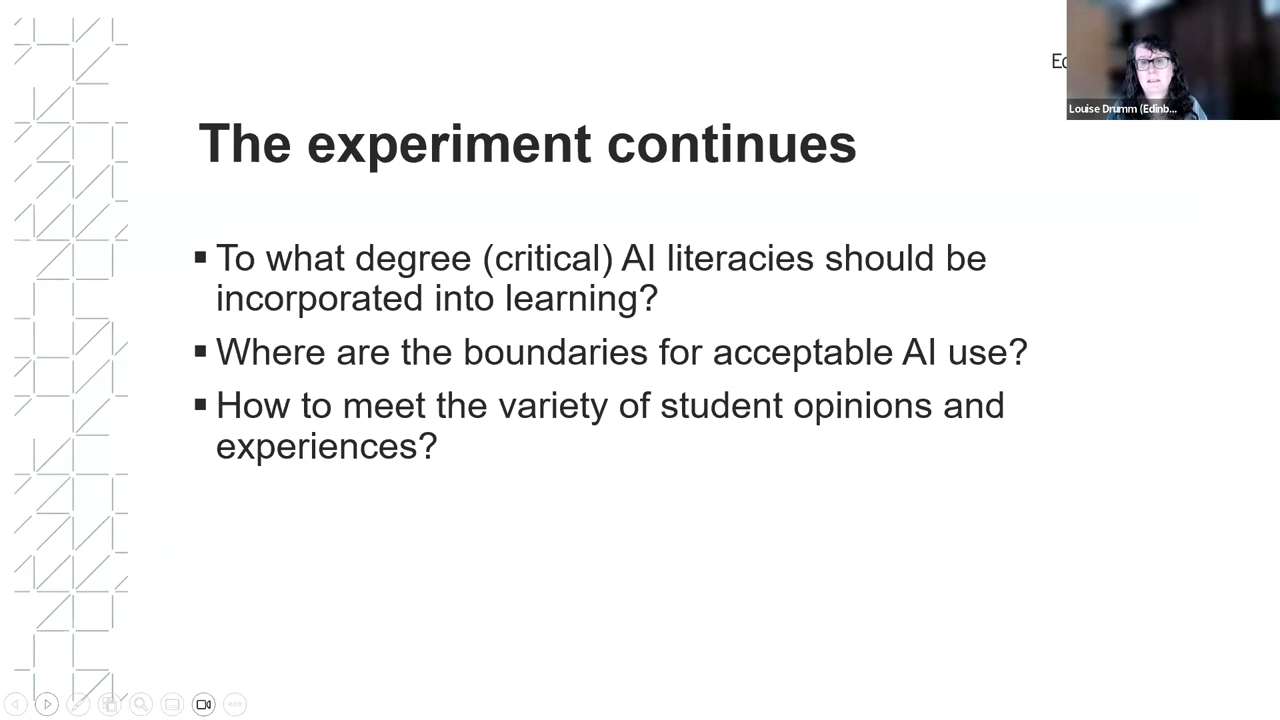 Louise Drumm (Edinb...
The experiment continues
▪ To what degree (critical) AI literacies should be
incorporated into learning?
▪ Where are the boundaries for acceptable AI use?
▪ How to meet the variety of student opinions and
experiences?